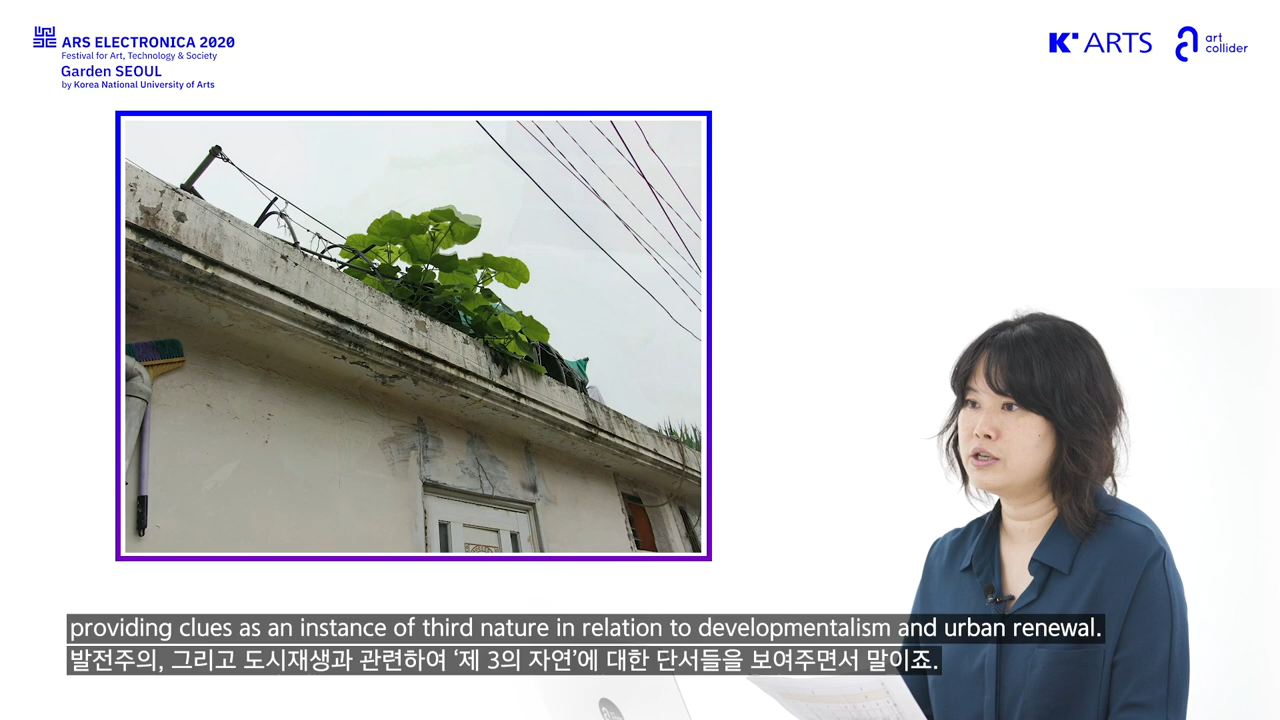 ARS ELECTRONICA 2020
Festival for Art, Technology & Society
Garden SEOUL
by Korea National University of Arts
K' ARTS
art
collider
providing clues as an instance of third nature in relation to developmentalism and urban renewal.
발전주의, 그리고 도시재생과 관련하여 ‘제 3의 자연’에 대한 단서들을 보여주면서 말이죠.